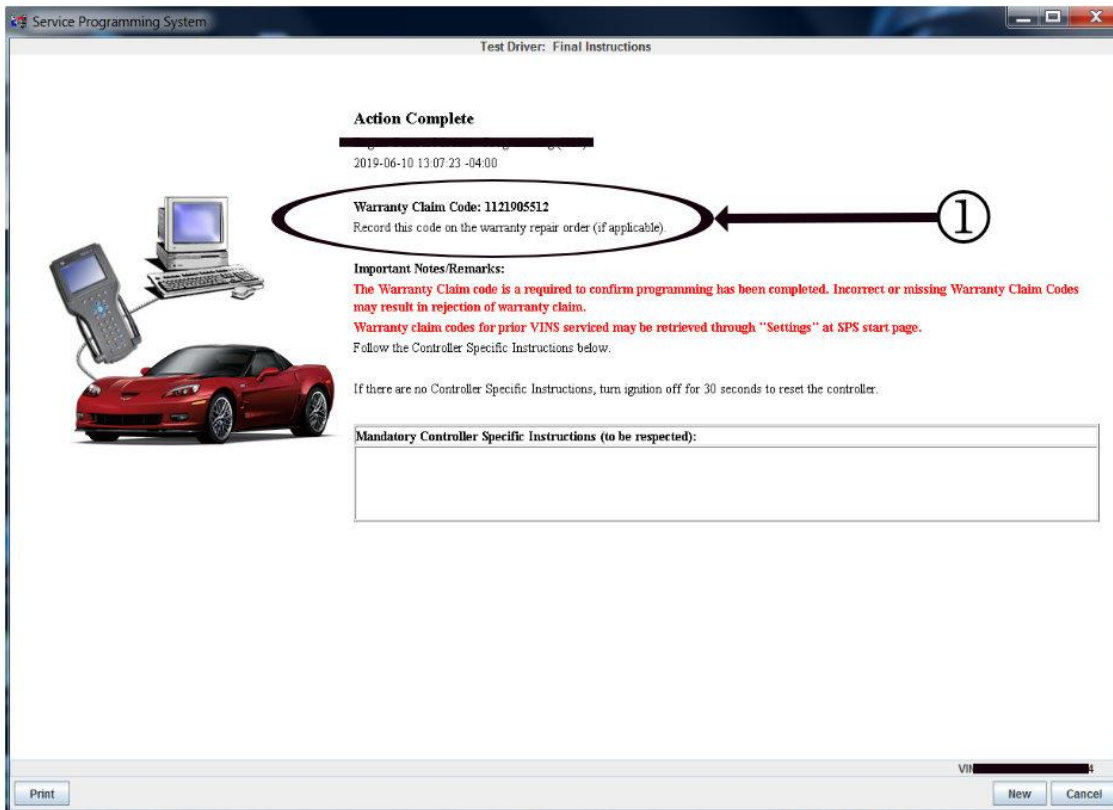 Service Programming System
Test Driver: Final Instructions
Action Complete
2019-06-10 13:07:23 -04:00
Warranty Claim Code: 1121905512
Record this code on the warranty repair order (if applicable).
1
Important Notes/Remarks:
The Warranty Claim code is a required to confirm programming has been completed. Incorrect or missing Warranty Claim Codes
may result in rejection of warranty claim.
Warranty claim codes for prior VINS serviced may be retrieved through "Settings" at SPS start page.
Follow the Controller Specific Instructions below.
If there are no Controller Specific Instructions, turn ignition off for 30 seconds to reset the controller.
Mandatory Controller Specific Instructions (to be respected):
4
Print
New
Cancel